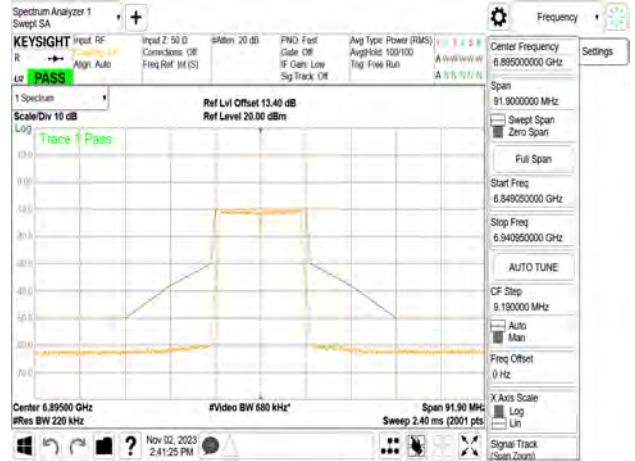 Spectrum Analyzer 1
Swept SA
Frequency
KEYSIGHT
Input: RF
Align: Auto
Input Z: 50 Ω
Corrections: Off
Freq Ref: Int (S)
#Atten: 20 dB
PNO: Fast
Gate: Off
IF Gain: Low
Sig Track: Off
Avg Type: Power (RMS)
Avg|Hold: 100/100
Trig: Free Run
R
PASS
Center Frequency
6.895000000 GHz
Settings
1 Spectrum
Scale/Div 10 dB
Ref Lvl Offset 13.40 dB
Ref Level 20.00 dBm
Log
Trace 1 Pass
Span
91.9000000 MHz
Swept Span
Zero Span
Full Span
Start Freq
6.849050000 GHz
Stop Freq
6.940950000 GHz
AUTO TUNE
CF Step
9.190000 MHz
Auto
Man
Freq Offset
0 Hz
X Axis Scale
Log
Lin
Signal Track
(Span Zoom)
Center 6.89500 GHz
#Res BW 220 kHz
#Video BW 680 kHz*
Span 91.90 MHz
Sweep 2.40 ms (2001 pts
Nov 02, 2023
2:41:25 PM